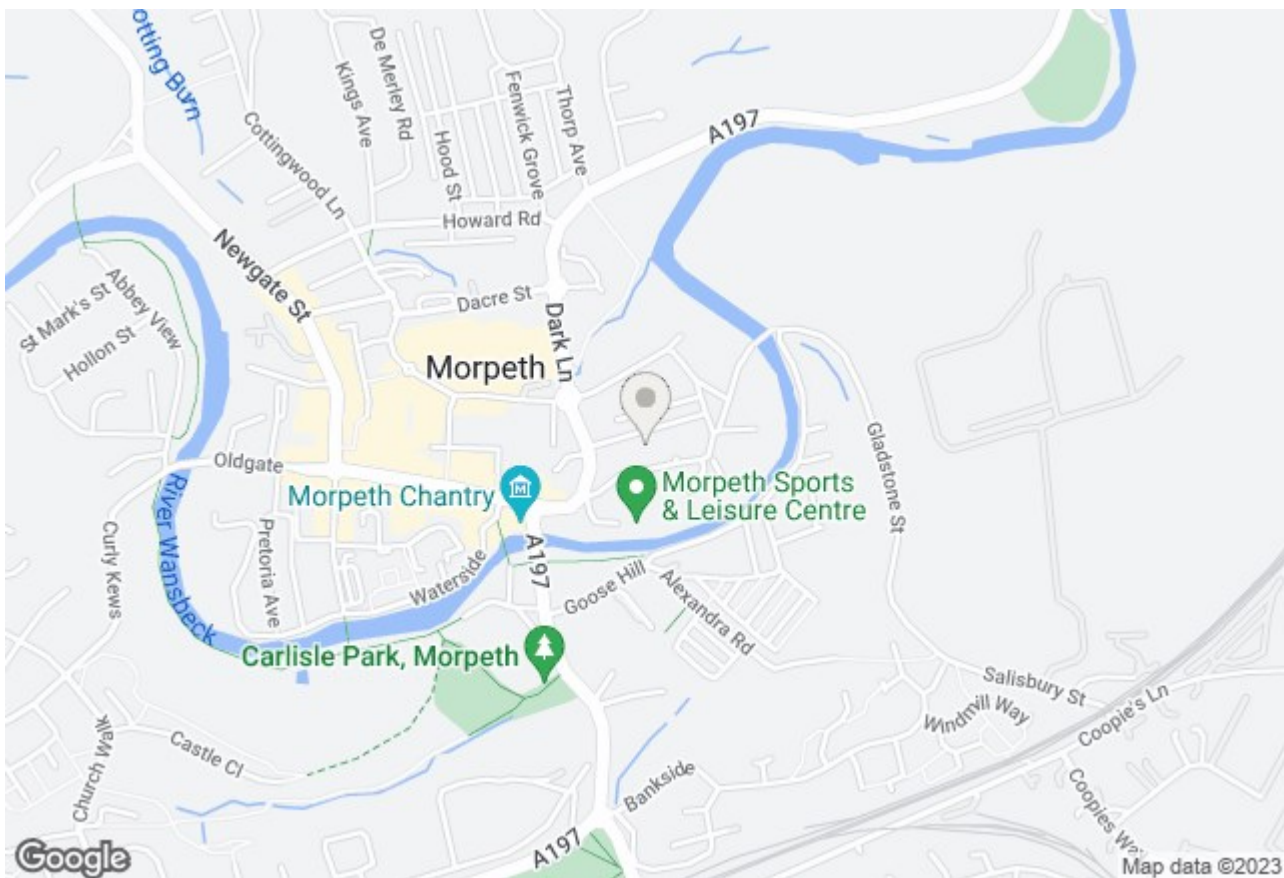 otting Burn
De Merley Rd
Kings Ave
Fenwick Grove
Thorp Ave
A197
Hood St
Cottingwood Ln
Howard Rd
Newgate St
Abbey View
St Mark's St
Hollon St
Dacre St
Dark Ln
Morpeth
Gladstone St
Oldgate
Morpeth Chantry
Morpeth Sports
& Leisure Centre
River Wansbeck
Pretoria Ave
Curly Kews
Waterside
A197
Goose Hill
Alexandra Rd
Carlisle Park, Morpeth
Salisbury St
Windmill Way
Coopie's Ln
Castle Cl
Church Walk
Bankside
Coopies Wa
A197
Google
Map data ©2023